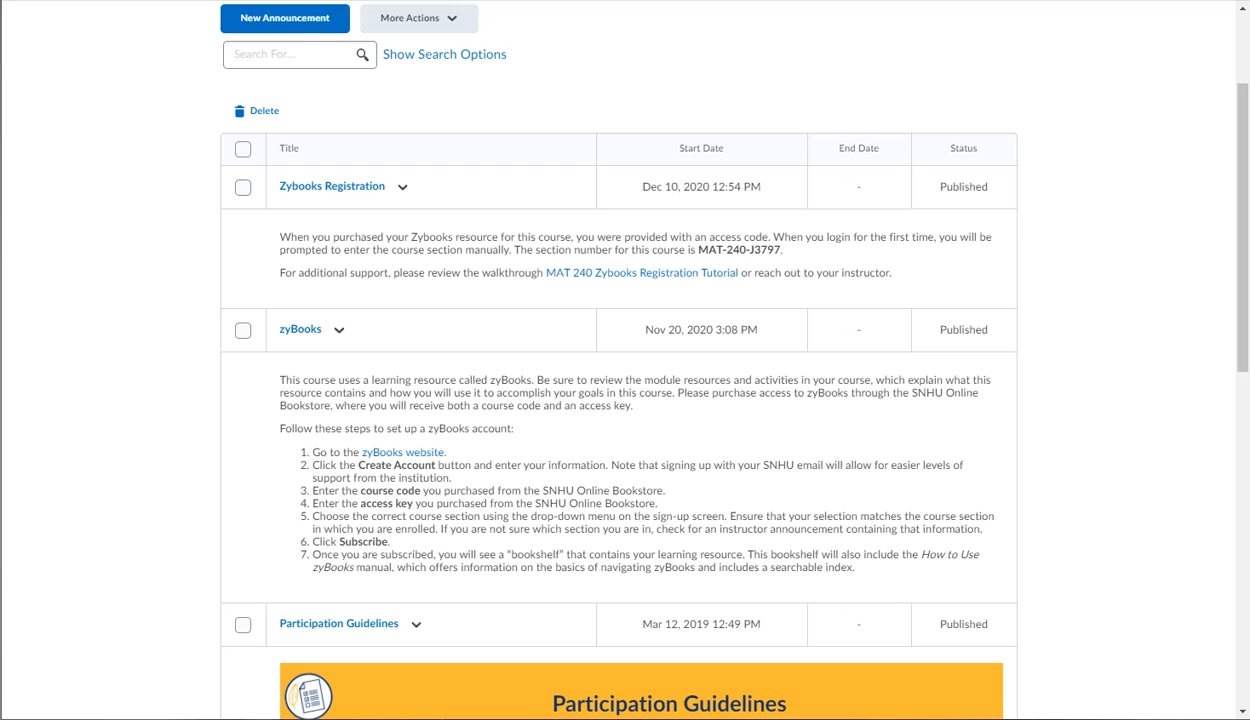 New Announcement
More Actions
Search For...
Show Search Options
Delete
Title
Start Date
End Date
Status
Zybooks Registration
Dec 10, 2020 12:54 PM
-
Published
When you purchased your Zybooks resource for this course, you were provided with an access code. When you login for the first time, you will be
prompted to enter the course section manually. The section number for this course is MAT-240-J3797.
For additional support, please review the walkthrough MAT 240 Zybooks Registration Tutorial or reach out to your instructor.
zyBooks
Nov 20, 2020 3:08 PM
-
Published
This course uses a learning resource called zyBooks. Be sure to review the module resources and activities in your course, which explain what this
resource contains and how you will use it to accomplish your goals in this course. Please purchase access to zyBooks through the SNHU Online
Bookstore, where you will receive both a course code and an access key.
Follow these steps to set up a zyBooks account:
1. Go to the zyBooks website.
2. Click the Create Account button and enter your information. Note that signing up with your SNHU email will allow for easier levels of
support from the institution.
3. Enter the course code you purchased from the SNHU Online Bookstore.
4. Enter the access key you purchased from the SNHU Online Bookstore.
5. Choose the correct course section using the drop-down menu on the sign-up screen. Ensure that your selection matches the course section
in which you are enrolled. If you are not sure which section you are in, check for an instructor announcement containing that information.
6. Click Subscribe.
7. Once you are subscribed, you will see a “bookshelf” that contains your learning resource. This bookshelf will also include the How to Use
zyBooks manual, which offers information on the basics of navigating zyBooks and includes a searchable index.
Participation Guidelines
Mar 12, 2019 12:49 PM
-
Published
Participation Guidelines